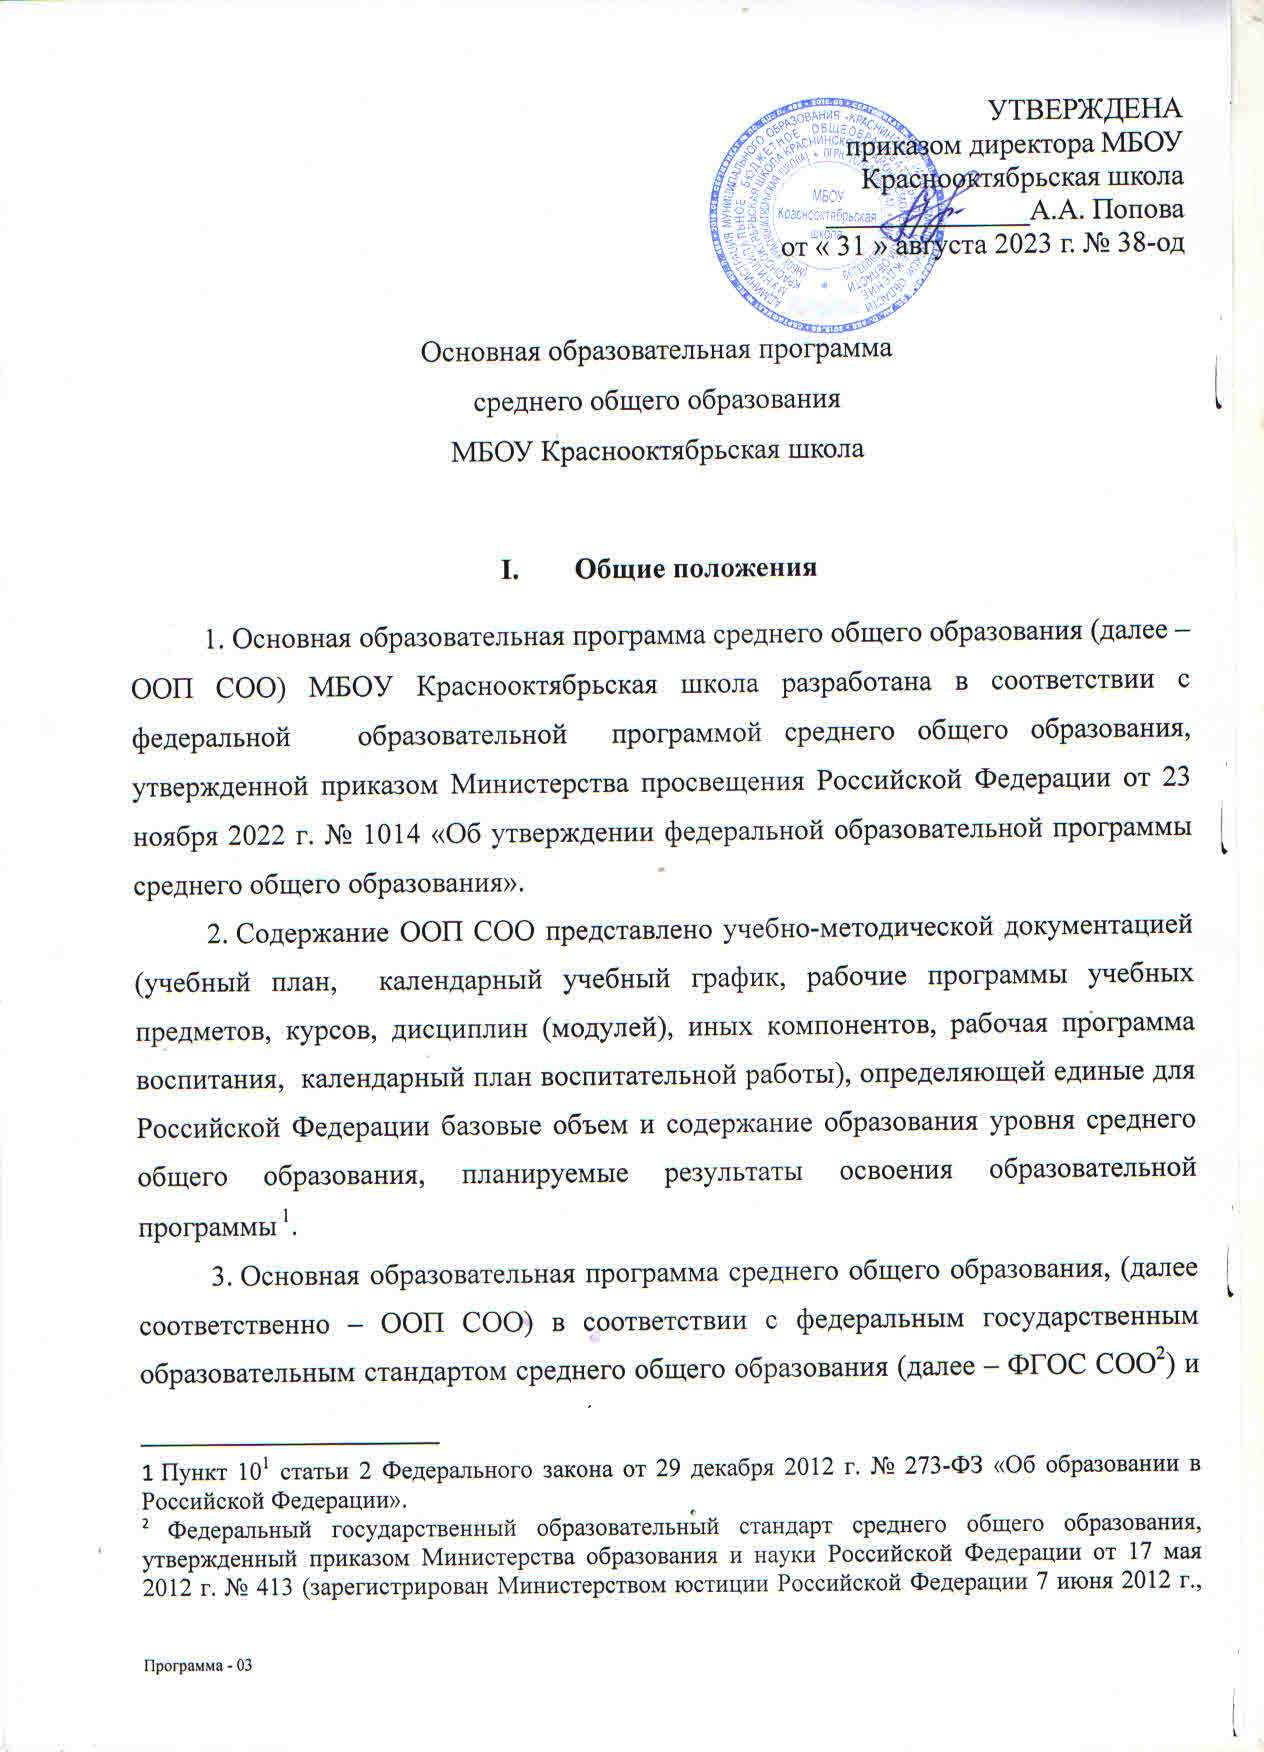 УТВЕРЖДЕНА
приказом директора МБОУ
Краснооктябрьская школа
А.А. Попова
от « 31 » августа 2023 г. № 38-од
МБОУ
Краснооктябрьская
школа
Основная образовательная программа
среднего общего образования
МБОУ Краснооктябрьская школа
I. Общие положения
1. Основная образовательная программа среднего общего образования (далее –
ООП СОО) МБОУ Краснооктябрьская школа разработана в соответствии с
федеральной образовательной программой среднего общего образования,
утвержденной приказом Министерства просвещения Российской Федерации от 23
ноября 2022 г. № 1014 «Об утверждении федеральной образовательной программы
среднего общего образования».
2. Содержание ООП СОО представлено учебно-методической документацией
(учебный план, календарный учебный график, рабочие программы учебных
предметов, курсов, дисциплин (модулей), иных компонентов, рабочая программа
воспитания, календарный план воспитательной работы), определяющей единые для
Российской Федерации базовые объем и содержание образования уровня среднего
общего образования, планируемые результаты освоения образовательной
программы ¹.
3. Основная образовательная программа среднего общего образования, (далее
соответственно – ООП СОО) в соответствии с федеральным государственным
образовательным стандартом среднего общего образования (далее – ФГОС СОО²) и
1 Пункт 10¹ статьи 2 Федерального закона от 29 декабря 2012 г. № 273-ФЗ «Об образовании в
Российской Федерации».
² Федеральный государственный образовательный стандарт среднего общего образования,
утвержденный приказом Министерства образования и науки Российской Федерации от 17 мая
2012 г. № 413 (зарегистрирован Министерством юстиции Российской Федерации 7 июня 2012 г.,
Программа - 03